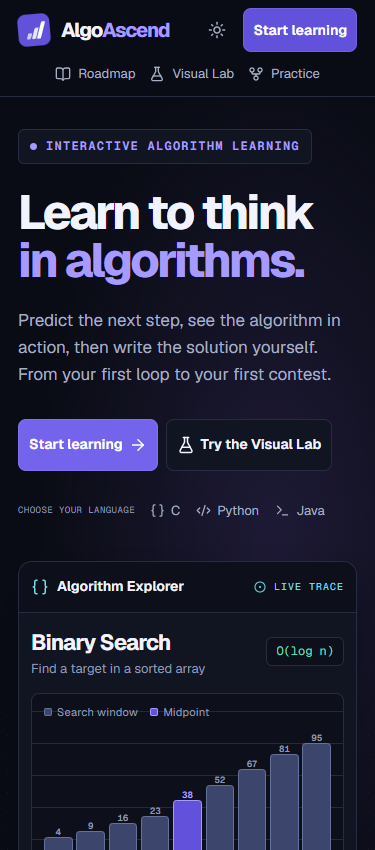 AlgoAscend
Start learning
Roadmap Visual Lab Practice
INTERACTIVE ALGORITHM LEARNING
Learn to think
in algorithms.
Predict the next step, see the algorithm in
action, then write the solution yourself.
From your first loop to your first contest.
Start learning → Try the Visual Lab
CHOOSE YOUR LANGUAGE {} C </> Python >_ Java
{} Algorithm Explorer LIVE TRACE
Binary Search
Find a target in a sorted array
O(log n)
Search window Midpoint
4 9 16 23 38 52 67 81 95